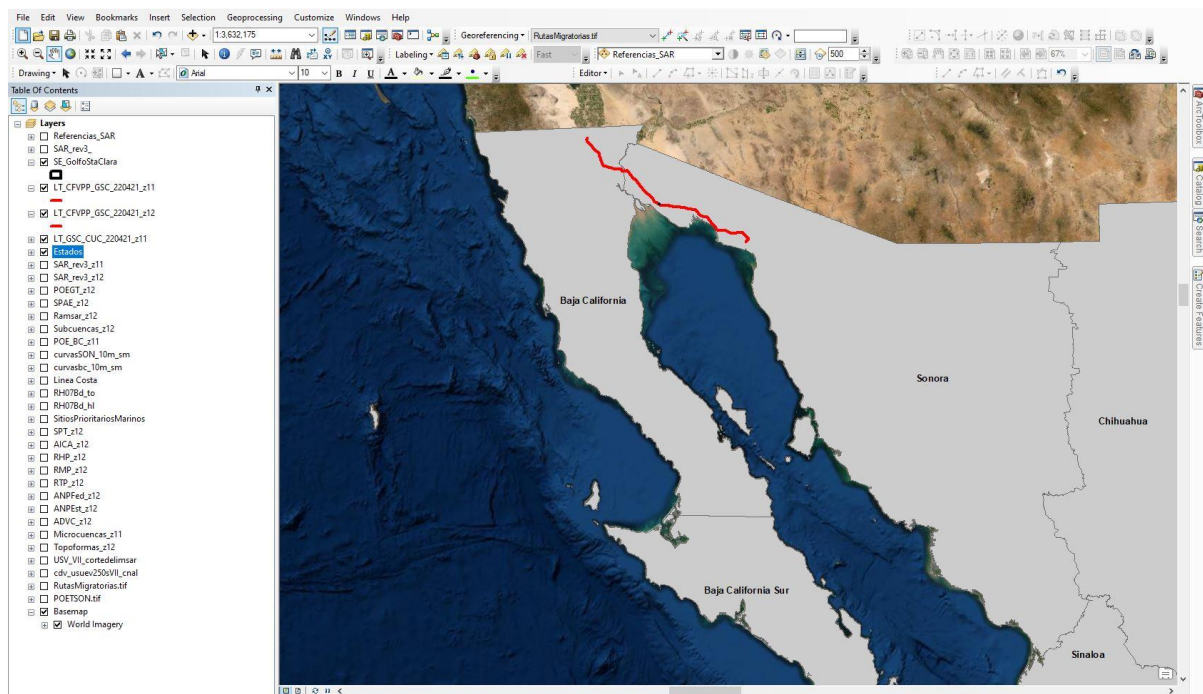 File Edit View Bookmarks Insert Selection Geoprocessing Customize Windows Help
1:3,632,175 Georeferencing RutasMigratorias.tif
Labeling Fast Referencias_SAR 500 67%
Drawing Arial 10 B I U A Editor
Table Of Contents
Layers
Referencias_SAR
SAR_rev3_
SE_GolfoStaClara
LT_CFVPP_GSC_220421_z11
LT_CFVPP_GSC_220421_z12
LT_GSC_CUC_220421_z11
Estados
SAR_rev3_z11
SAR_rev3_z12
POEGT_z12
SPAE_z12
Ramsar_z12
Subcuencas_z12
POE_BC_z11
curvasSON_10m_sm
curvasbc_10m_sm
Linea Costa
RH07Bd_to
RH07Bd_hl
SitiosPrioritariosMarinos
SPT_z12
AICA_z12
RHP_z12
RMP_z12
RTP_z12
ANPFed_z12
ANPEst_z12
ADVC_z12
Microcuencas_z11
Topoformas_z12
USV_VII_cortedelimsar
cdv_usuev250sVII_cnal
RutasMigratorias.tif
POETSON.tif
Basemap
World Imagery
Baja California
Sonora
Chihuahua
Baja California Sur
Sinaloa
ArcToolbox
Catalog
Search
Create Features